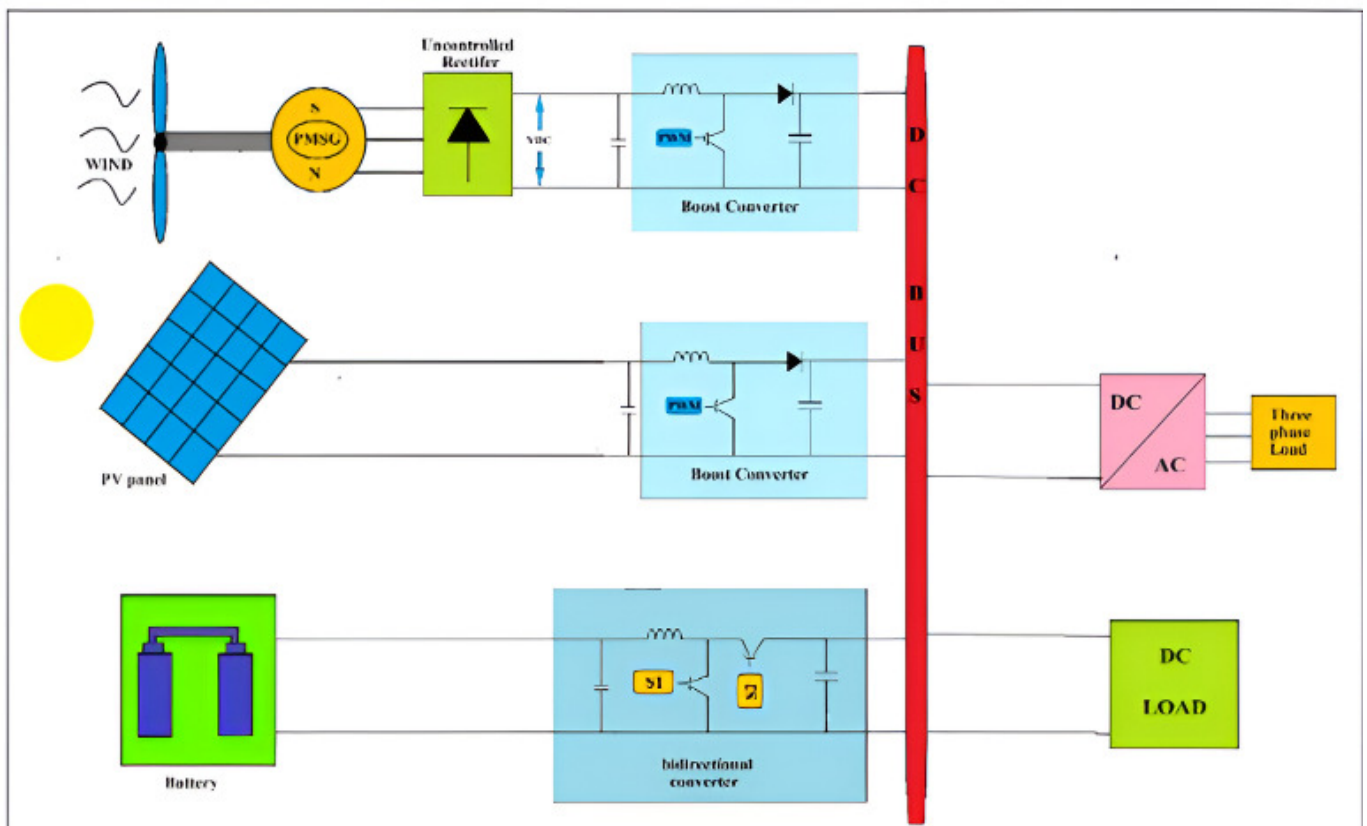 Uncontrolled
Rectifer
WIND
S
PMSG
N
VDC
PWM
Boost Converter
D
C
B
U
S
PV panel
PWM
Boost Converter
DC
AC
Three
phase
Load
Battery
S1
S2
bidirectional
converter
DC
LOAD